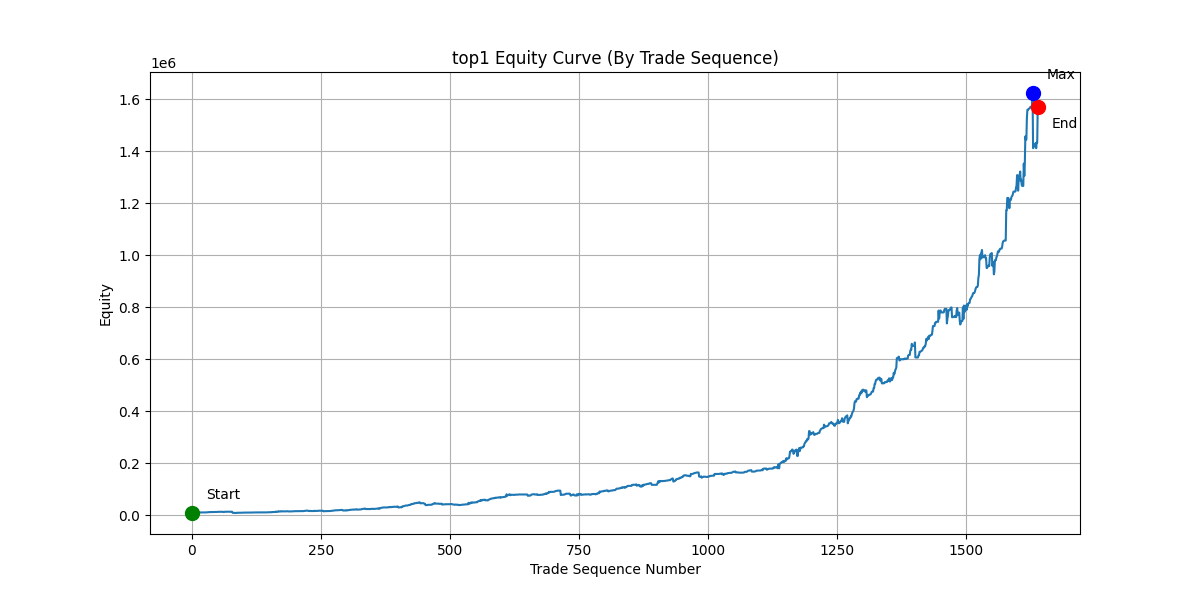 top1 Equity Curve (By Trade Sequence)
1e6
Max
1.6
End
1.4
1.2
1.0
0.8
0.6
0.4
0.2
0.0
Equity
Start
0 250 500 750 1000 1250 1500
Trade Sequence Number